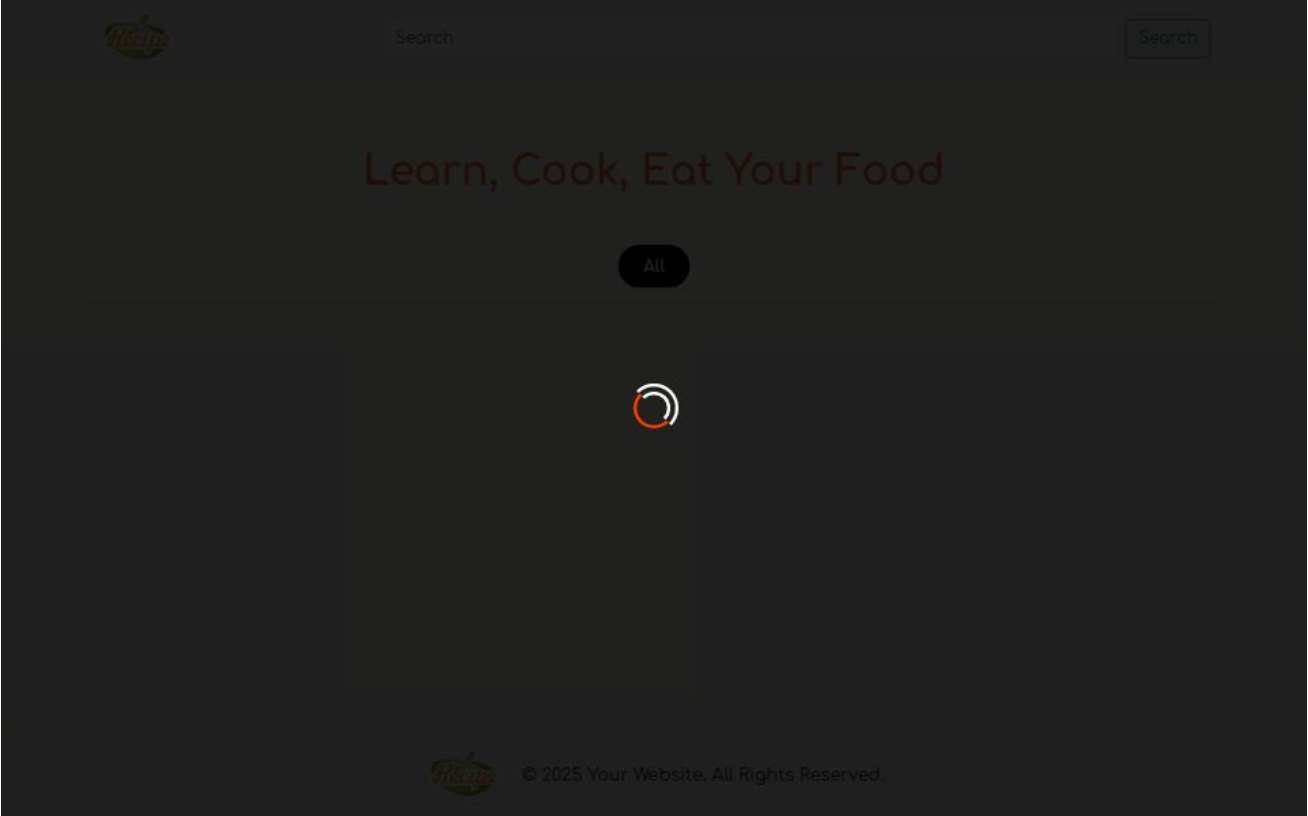 Recipe
Search
Search
Learn, Cook, Eat Your Food
All
Recipe
© 2025 Your Website. All Rights Reserved.